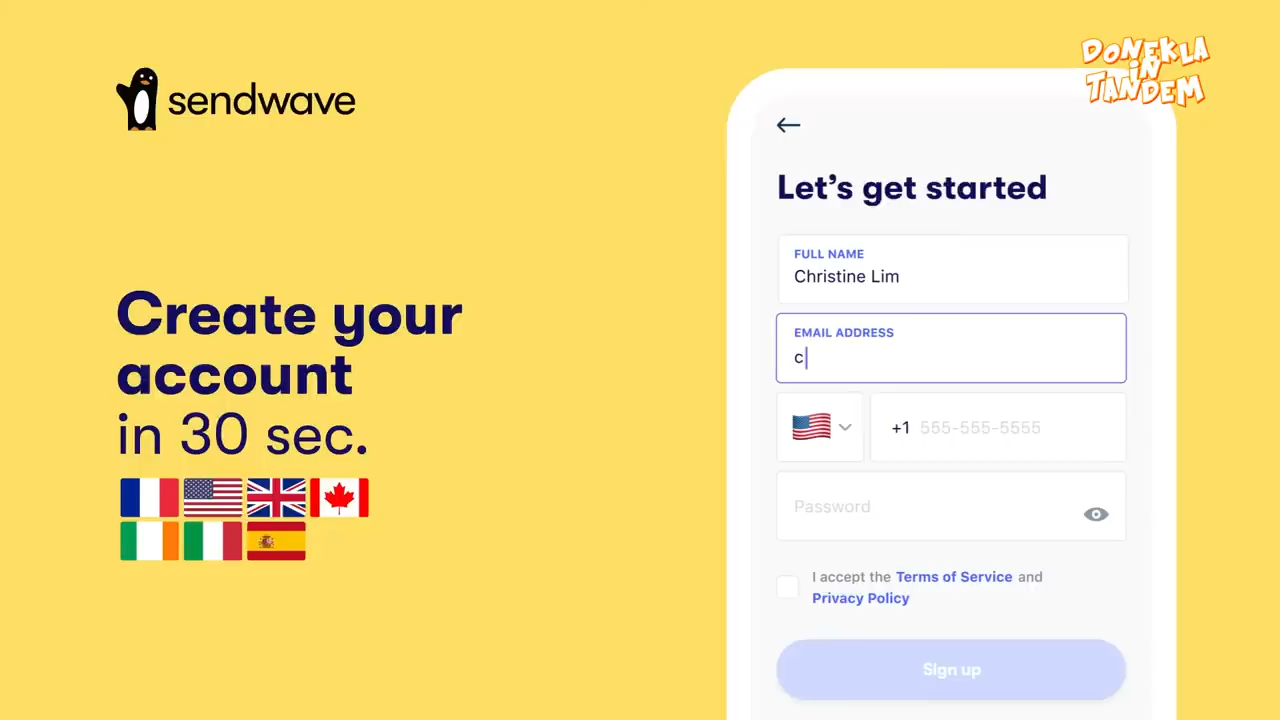 sendwave
Create your
account
in 30 sec.
DONEKLA
iN
TANDEM
Let's get started
FULL NAME
Christine Lim
EMAIL ADDRESS
c
+1 555-555-5555
Password
I accept the Terms of Service and
Privacy Policy
Sign up